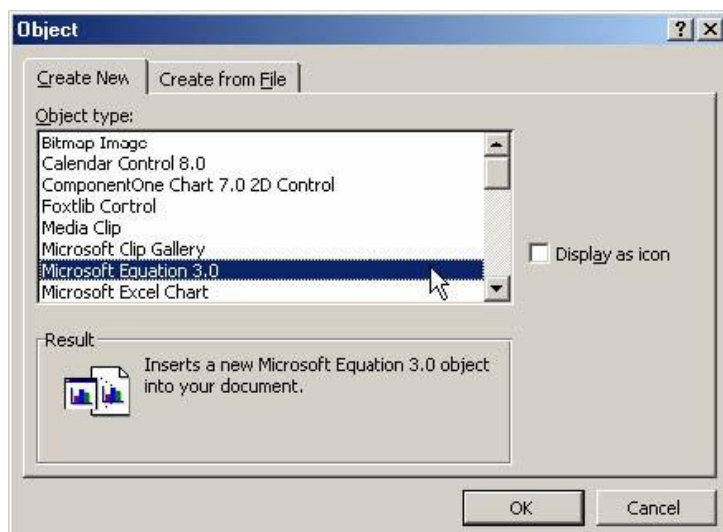 Object
Create New
Create from File
Object type:
Bitmap Image
Calendar Control 8.0
ComponentOne Chart 7.0 2D Control
Foxtlib Control
Media Clip
Microsoft Clip Gallery
Microsoft Equation 3.0
Microsoft Excel Chart
Display as icon
Result
Inserts a new Microsoft Equation 3.0 object
into your document.
OK
Cancel